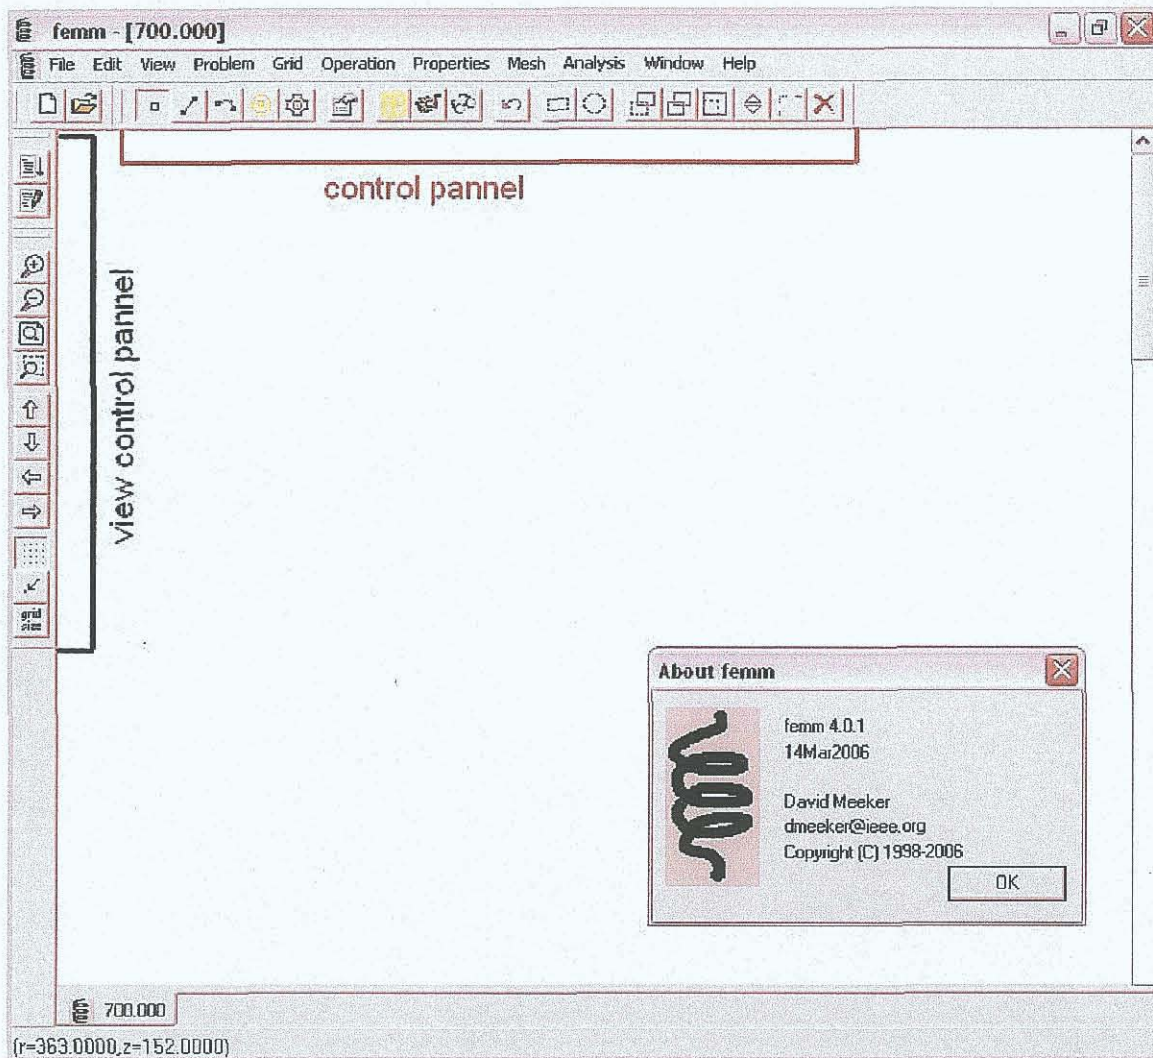 femm - [700.000]
File Edit View Problem Grid Operation Properties Mesh Analysis Window Help
control pannel
view control pannel
About femm
femm 4.0.1
14Mar2006
David Meeker
dmeeker@ieee.org
Copyright (C) 1998-2006
OK
700.000
(r=363.0000,z=152.0000)